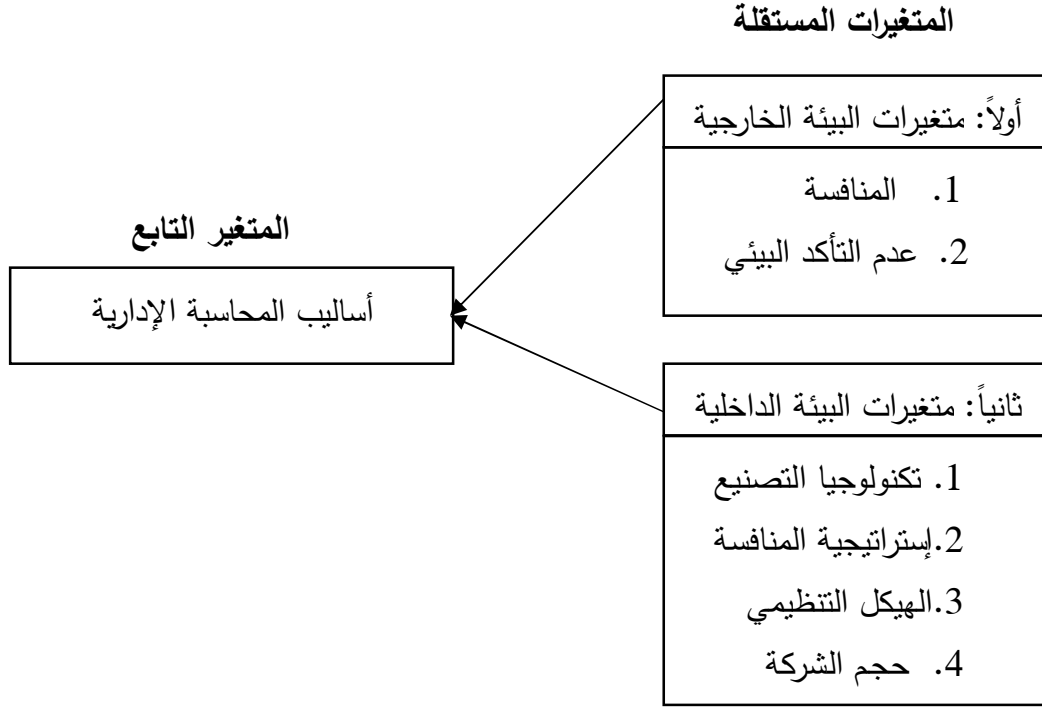 المتغيرات المستقلة
أولاً: متغيرات البيئة الخارجية
1. المنافسة
2. عدم التأكد البيئي
المتغير التابع
أساليب المحاسبة الإدارية
ثانياً: متغيرات البيئة الداخلية
1. تكنولوجيا التصنيع
2.إستراتيجية المنافسة
3.الهيكل التنظيمي
4. حجم الشركة